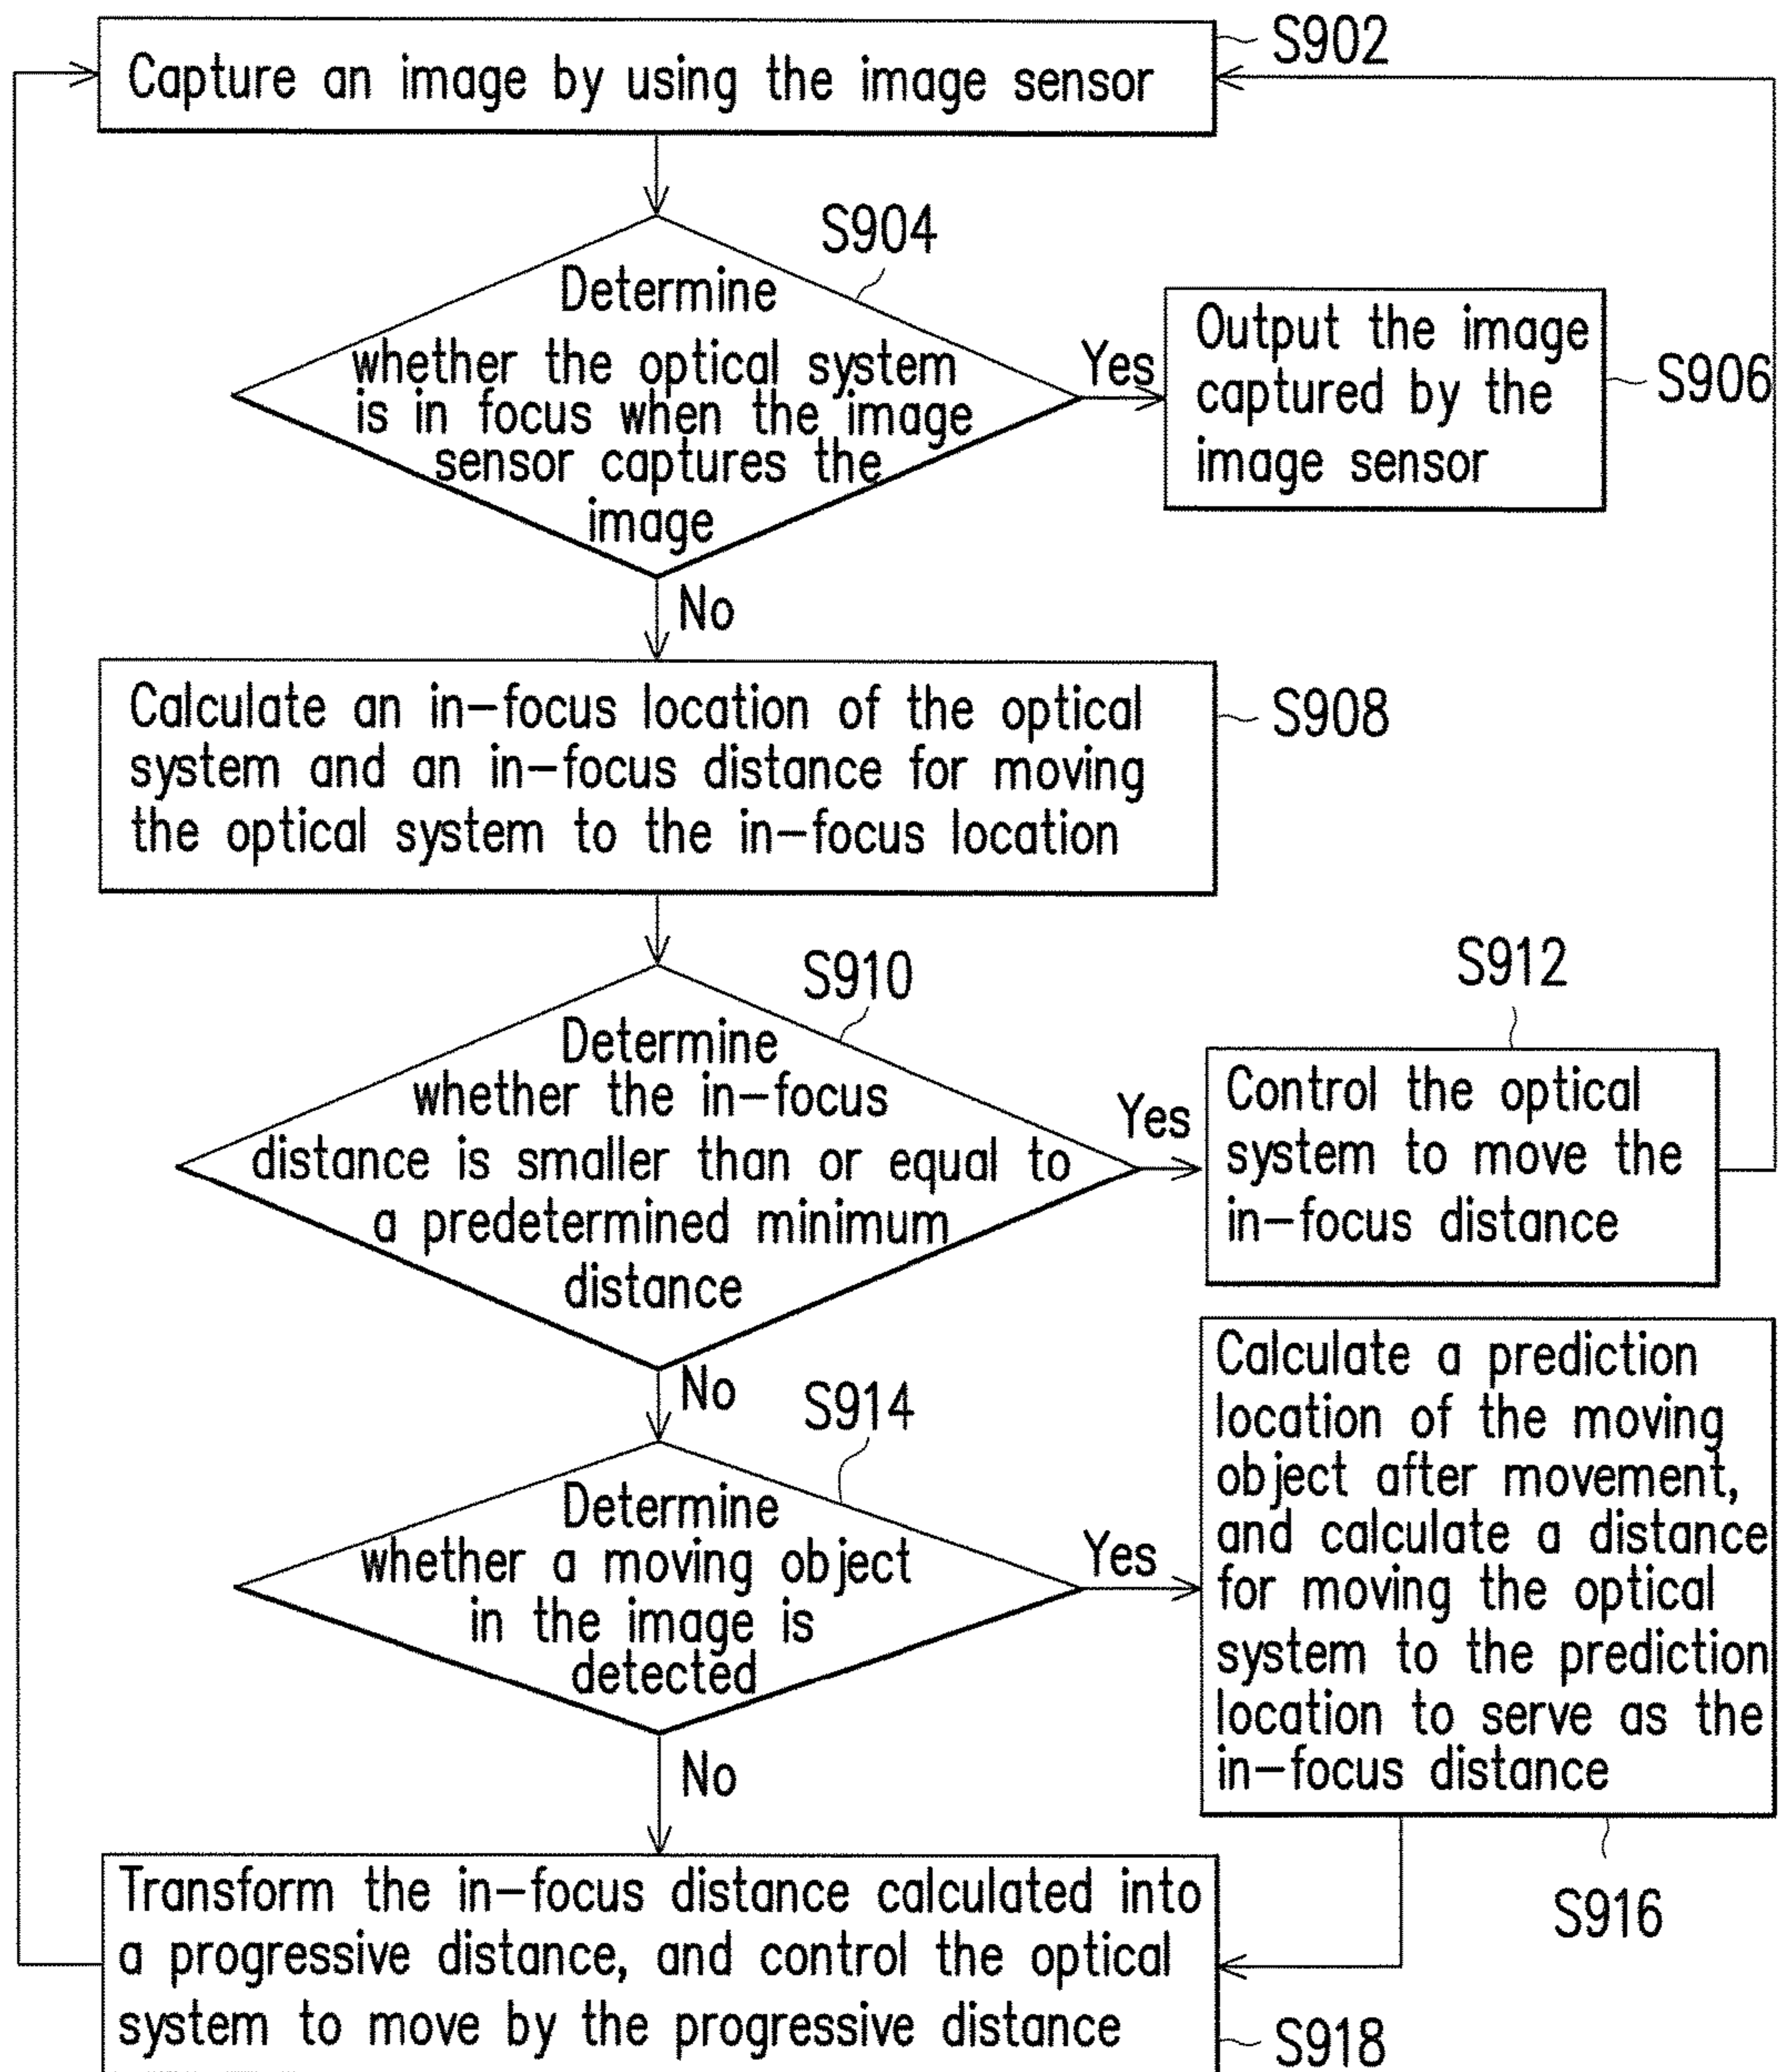 Capture an image by using the image sensor
S902
Determine
whether the optical system
is in focus when the image
sensor captures the
image
S904
Yes
Output the image
captured by the
image sensor
S906
No
Calculate an in-focus location of the optical
system and an in-focus distance for moving
the optical system to the in-focus location
S908
Determine
whether the in-focus
distance is smaller than or equal to
a predetermined minimum
distance
S910
Yes
Control the optical
system to move the
in-focus distance
S912
No
Determine
whether a moving object
in the image is
detected
S914
Yes
Calculate a prediction
location of the moving
object after movement,
and calculate a distance
for moving the optical
system to the prediction
location to serve as the
in-focus distance
S916
No
Transform the in-focus distance calculated into
a progressive distance, and control the optical
system to move by the progressive distance
S918